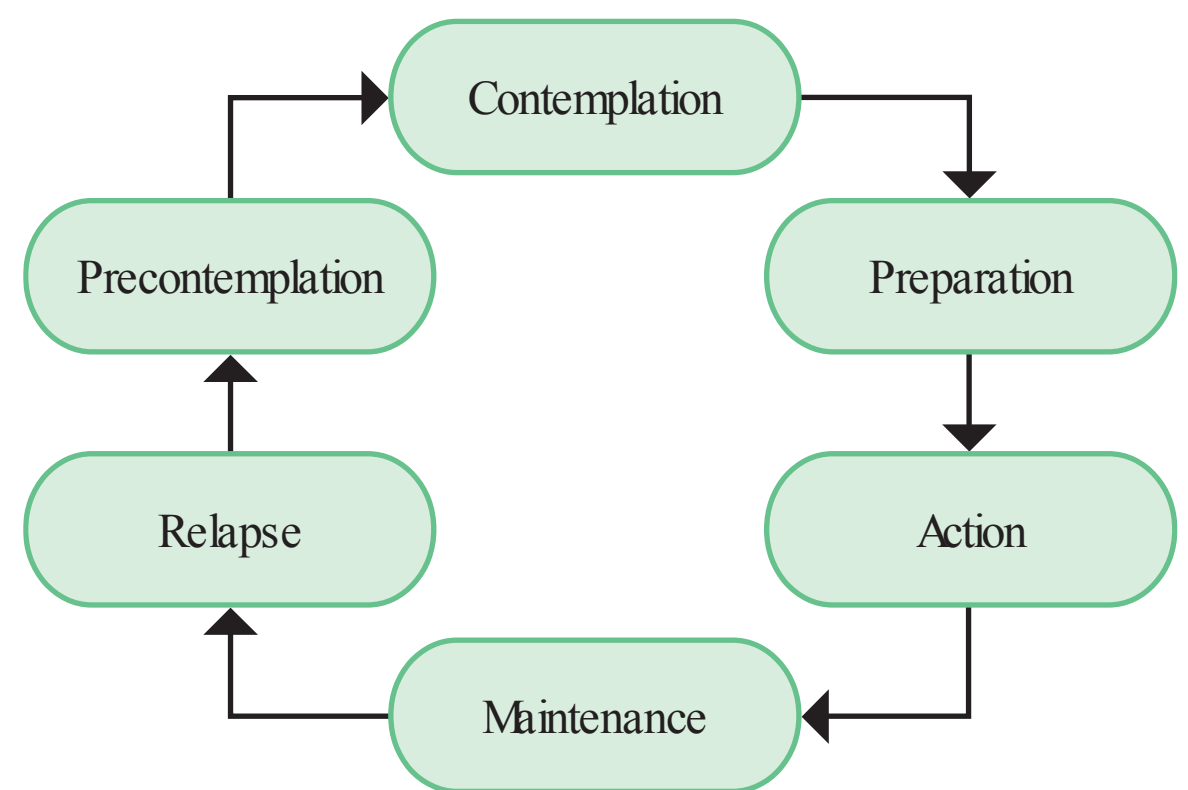 Contemplation
Precontemplation
Preparation
Relapse
Action
Maintenance